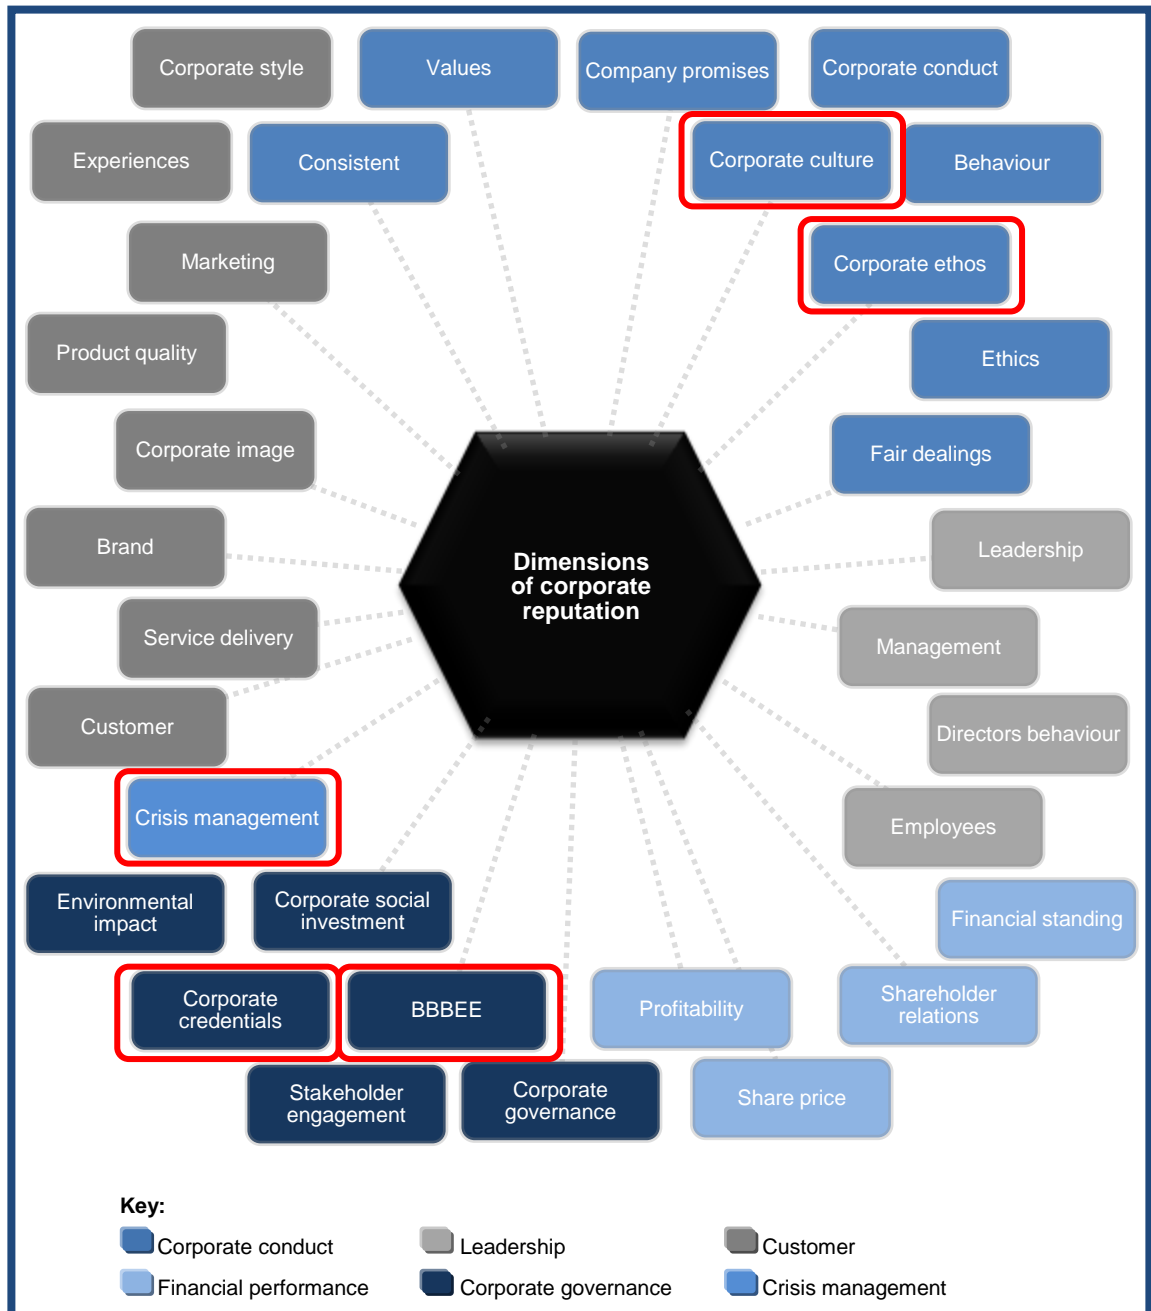 Corporate style
Values
Company promises
Corporate conduct
Experiences
Consistent
Corporate culture
Behaviour
Marketing
Corporate ethos
Product quality
Ethics
Corporate image
Fair dealings
Brand
Dimensions
of corporate
reputation
Leadership
Service delivery
Management
Customer
Directors behaviour
Crisis management
Employees
Environmental
impact
Corporate social
investment
Financial standing
Corporate
credentials
BBBEE
Profitability
Shareholder
relations
Stakeholder
engagement
Corporate
governance
Share price
Key:
Corporate conduct
Leadership
Customer
Financial performance
Corporate governance
Crisis management